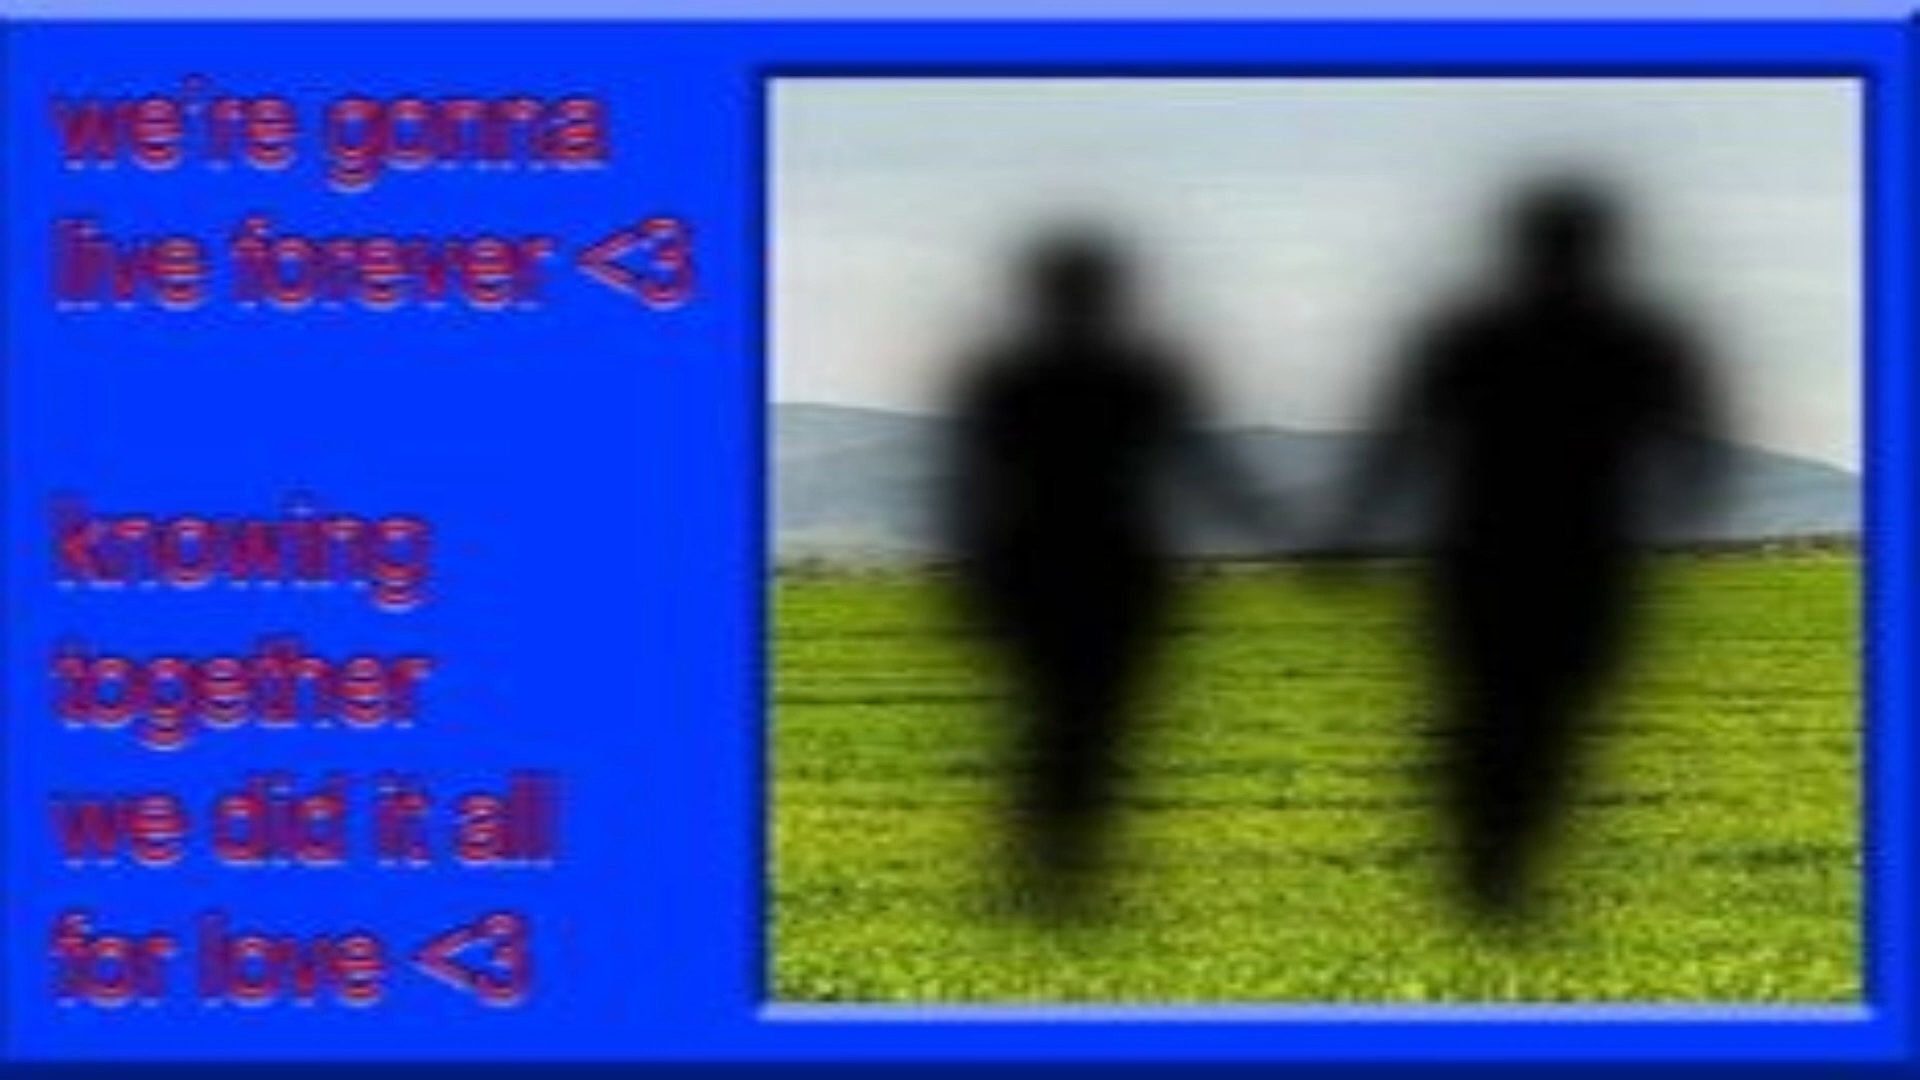 we're gonna
live forever <3
knowing
together
we did it all
for love <3